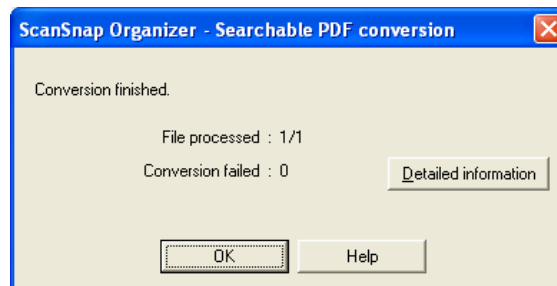 ScanSnap Organizer - Searchable PDF conversion
Conversion finished.
File processed : 1/1
Conversion failed : 0
Detailed information
OK
Help